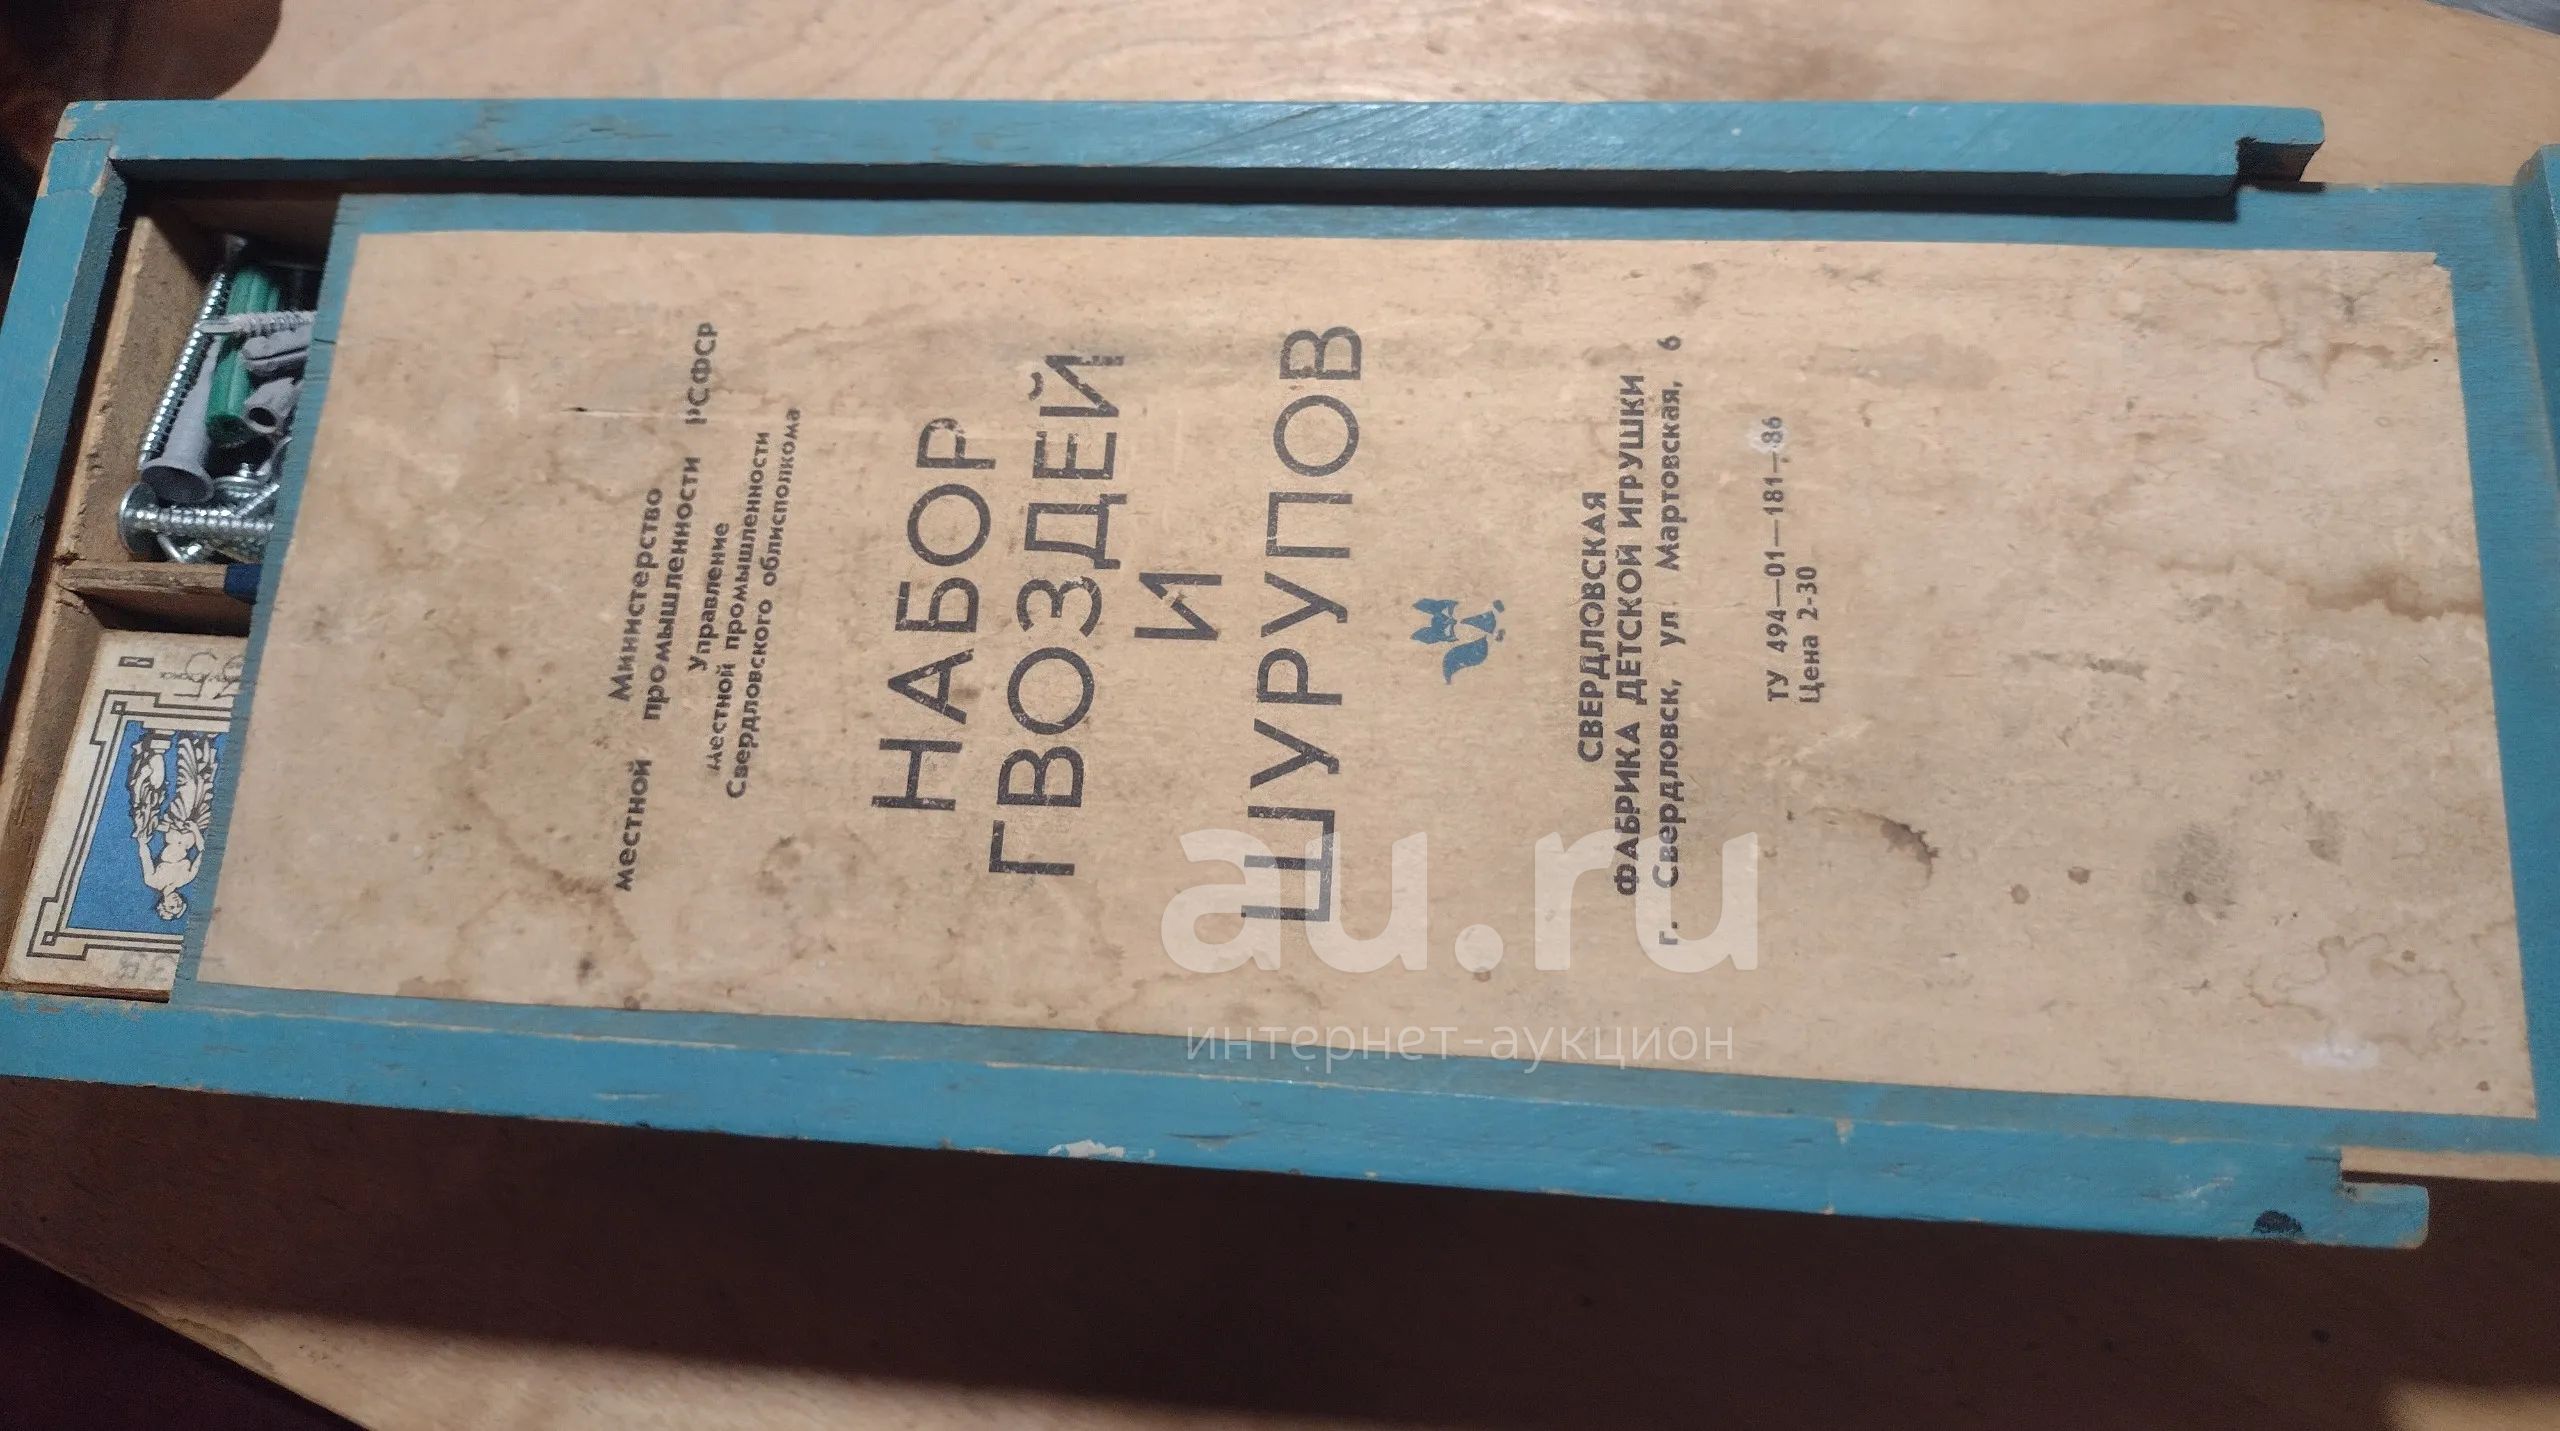 Министерство
местной промышленности РСФСР
Управление
местной промышленности
Свердловского облисполкома
НАБОР
ГВОЗДЕЙ
И
ШУРУПОВ
СВЕРДЛОВСКАЯ
ФАБРИКА ДЕТСКОЙ ИГРУШКИ
г. Свердловск, ул. Мартовская, 6
ТУ 494—01—181—86
Цена 2-30
au.ru
интернет-аукцион